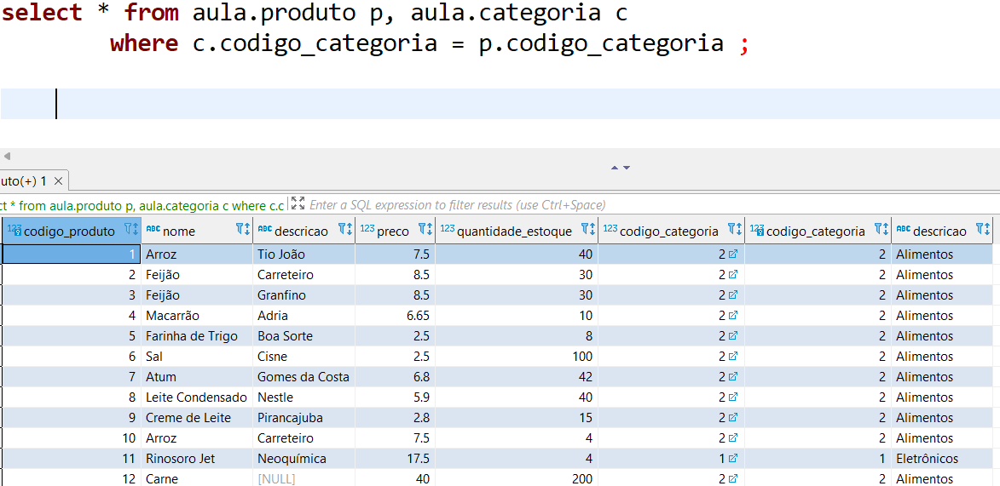 select * from aula.produto p, aula.categoria c
where c.codigo_categoria = p.codigo_categoria ;
uto(+) 1
ct * from aula.produto p, aula.categoria c where c.c Enter a SQL expression to filter results (use Ctrl+Space)
123 codigo_produto ABC nome ABC descricao 123 preco 123 quantidade_estoque 123 codigo_categoria 123 codigo_categoria ABC descricao
1 Arroz Tio João 7.5 40 2 2 Alimentos
2 Feijão Carreteiro 8.5 30 2 2 Alimentos
3 Feijão Granfino 8.5 30 2 2 Alimentos
4 Macarrão Adria 6.65 10 2 2 Alimentos
5 Farinha de Trigo Boa Sorte 2.5 8 2 2 Alimentos
6 Sal Cisne 2.5 100 2 2 Alimentos
7 Atum Gomes da Costa 6.8 42 2 2 Alimentos
8 Leite Condensado Nestle 5.9 40 2 2 Alimentos
9 Creme de Leite Pirancajuba 2.8 15 2 2 Alimentos
10 Arroz Carreteiro 7.5 4 2 2 Alimentos
11 Rinosoro Jet Neoquímica 17.5 4 1 1 Eletrônicos
12 Carne [NULL] 40 200 2 2 Alimentos